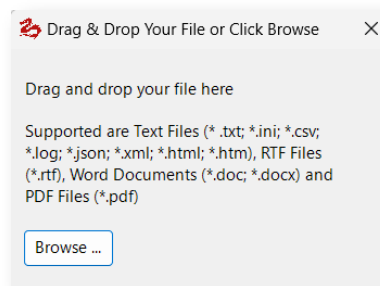 Drag & Drop Your File or Click Browse
Drag and drop your file here
Supported are Text Files (* .txt; *.ini; *.csv;
*.log; *.json; *.xml; *.html; *.htm), RTF Files
(*.rtf), Word Documents (*.doc; *.docx) and
PDF Files (*.pdf)
Browse ...